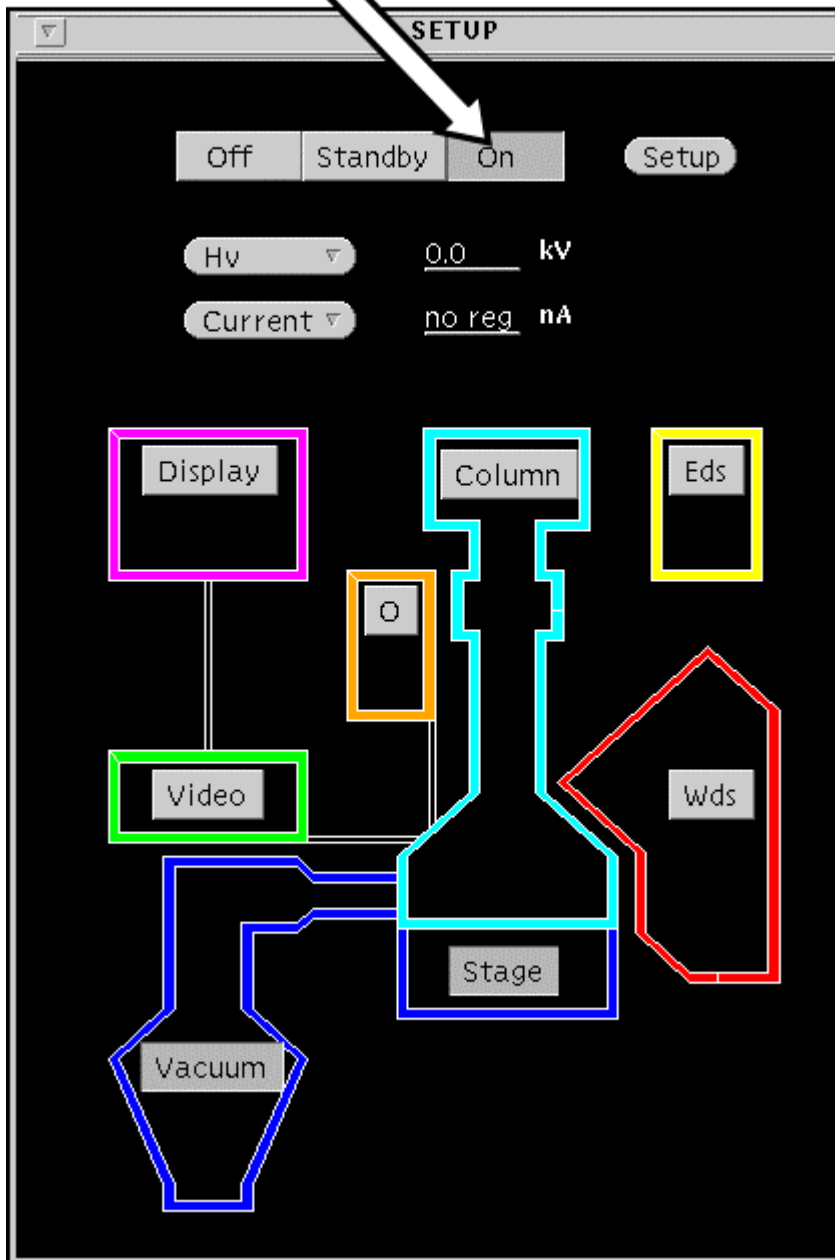 SETUP
Off Standby On Setup
Hv 0.0 kV
Current no reg nA
Display Column Eds
O
Video Wds
Stage
Vacuum